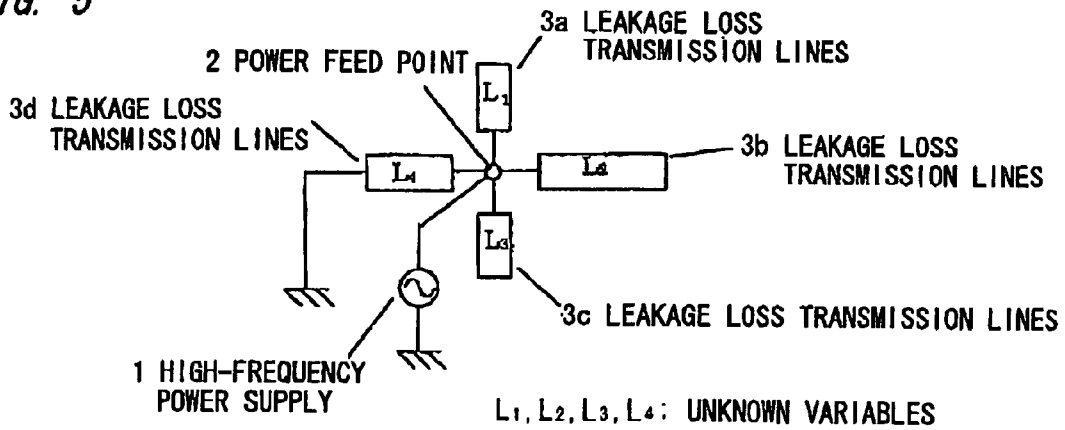 FIG. 5
3a LEAKAGE LOSS
TRANSMISSION LINES
2 POWER FEED POINT
L1
3d LEAKAGE LOSS
TRANSMISSION LINES
3b LEAKAGE LOSS
TRANSMISSION LINES
L4
L2
L3
3c LEAKAGE LOSS TRANSMISSION LINES
1 HIGH-FREQUENCY
POWER SUPPLY
L1, L2, L3, L4: UNKNOWN VARIABLES